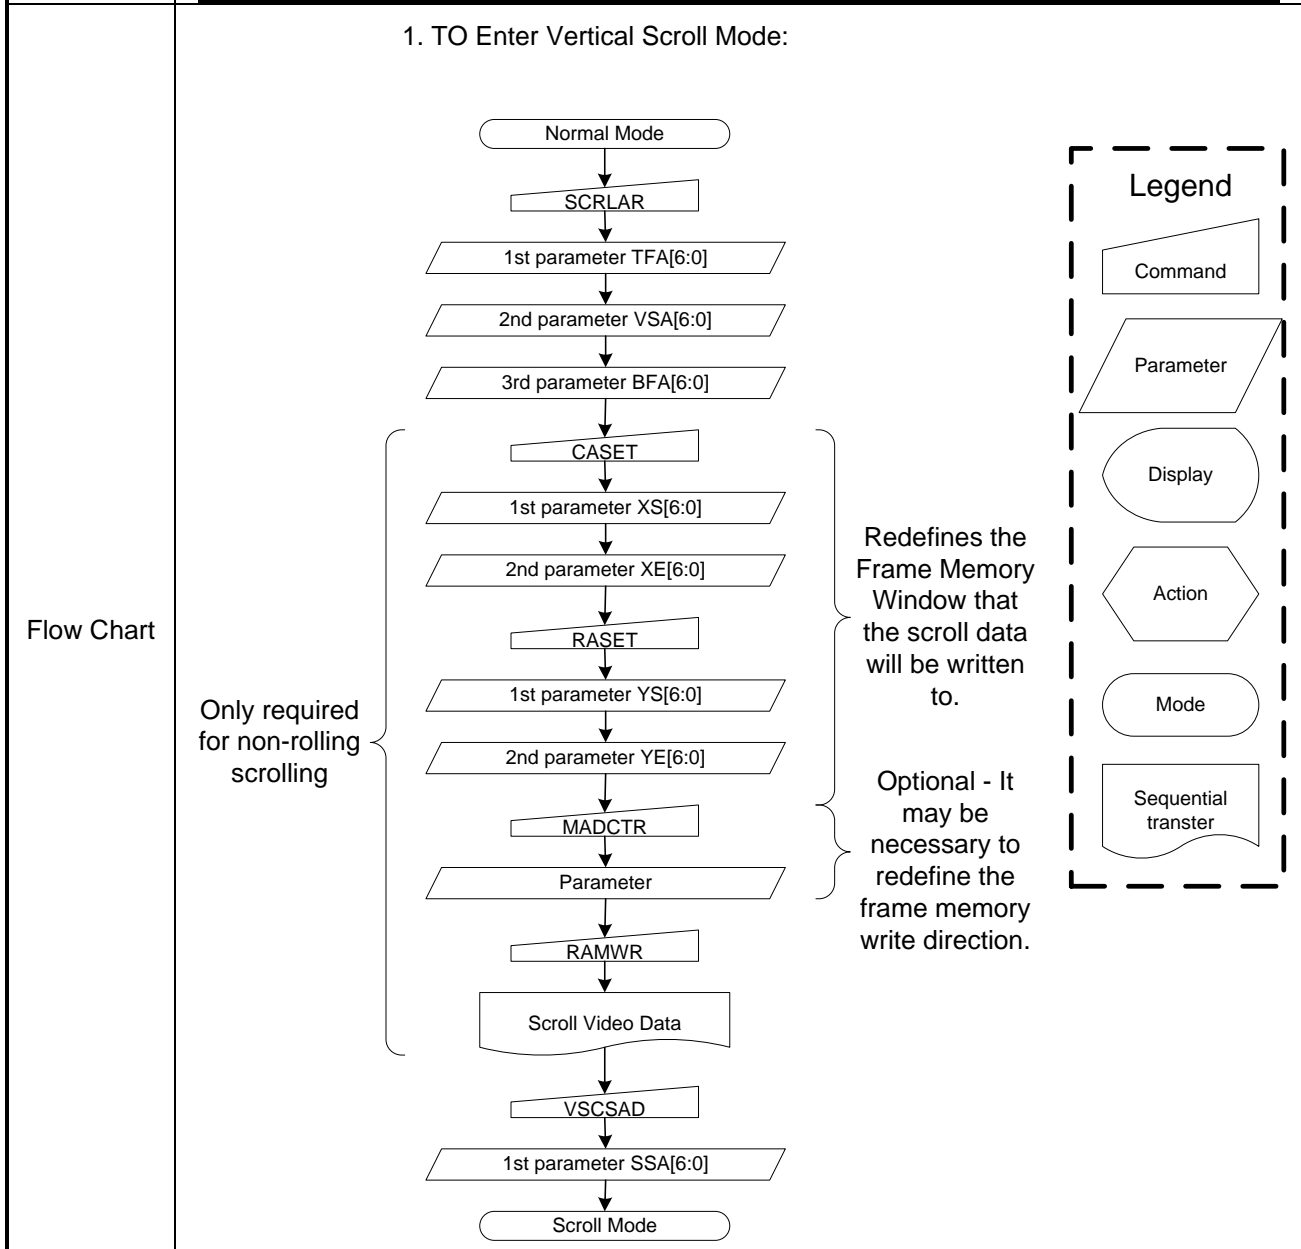 1. TO Enter Vertical Scroll Mode:
Flow Chart
Normal Mode
SCRLAR
1st parameter TFA[6:0]
2nd parameter VSA[6:0]
3rd parameter BFA[6:0]
CASET
1st parameter XS[6:0]
2nd parameter XE[6:0]
RASET
1st parameter YS[6:0]
2nd parameter YE[6:0]
MADCTR
Parameter
RAMWR
Scroll Video Data
VSCSAD
1st parameter SSA[6:0]
Scroll Mode
Only required
for non-rolling
scrolling
Redefines the
Frame Memory
Window that
the scroll data
will be written
to.
Optional - It
may be
necessary to
redefine the
frame memory
write direction.
Legend
Command
Parameter
Display
Action
Mode
Sequential
transter